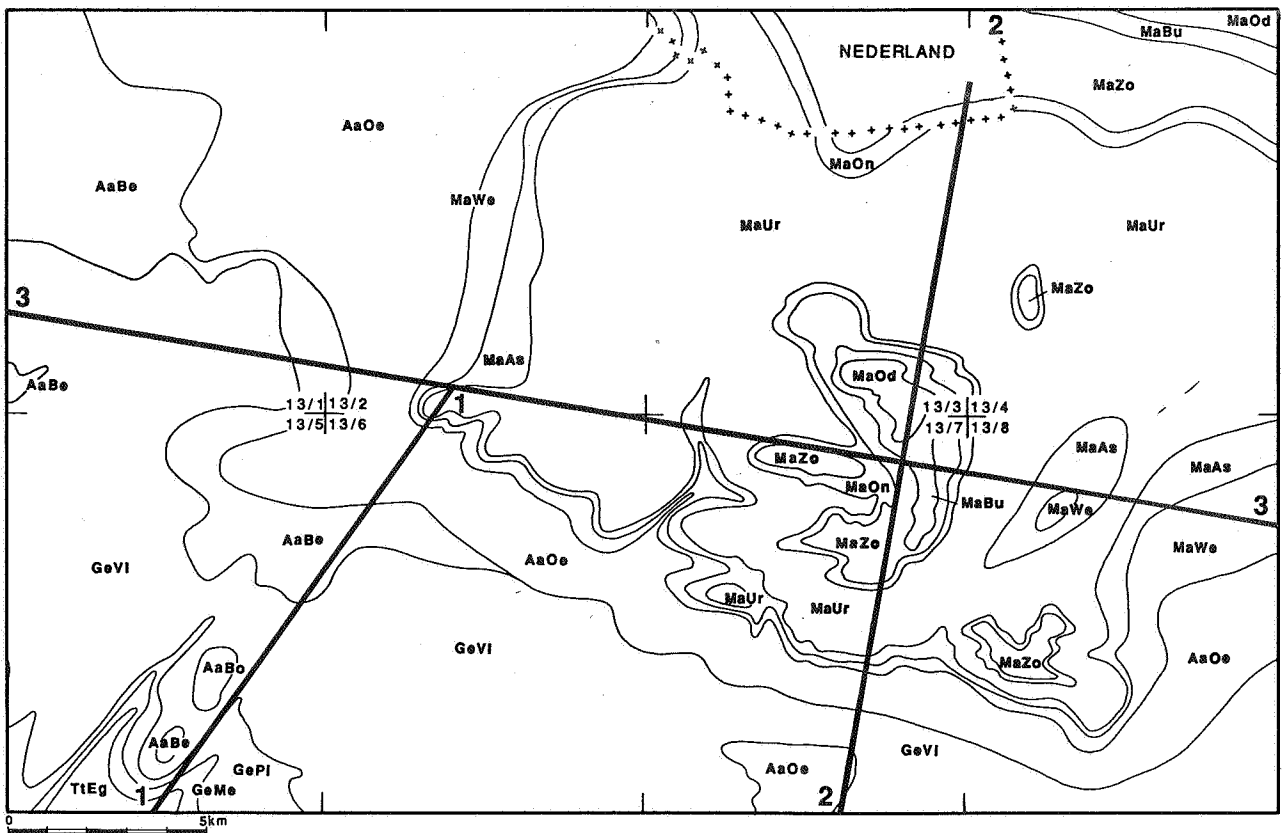 MaOd
2
MaBu
NEDERLAND
MaZo
AaOe
MaOn
AaBe
MaWe
MaUr
MaUr
3
MaZo
MaAs
MaOd
AaBe
1
13/1 13/2
13/5 13/6
13/3 13/4
13/7 13/8
MaAs
MaZo
MaAs
MaOn
MaBu
MaWe
3
MaZo
AaBe
AaOe
MaWe
GeVl
MaUr
MaUr
GeVl
AaBo
MaZo
AaOe
AaBe
GeVl
GePi
AaOe
TtEg
1
GeMe
2
0 5km